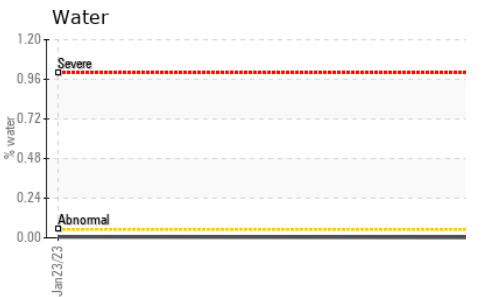 Water
1.20
Severe
0.96
0.72
% water
0.48
0.24
Abnormal
0.00
Jan23/23